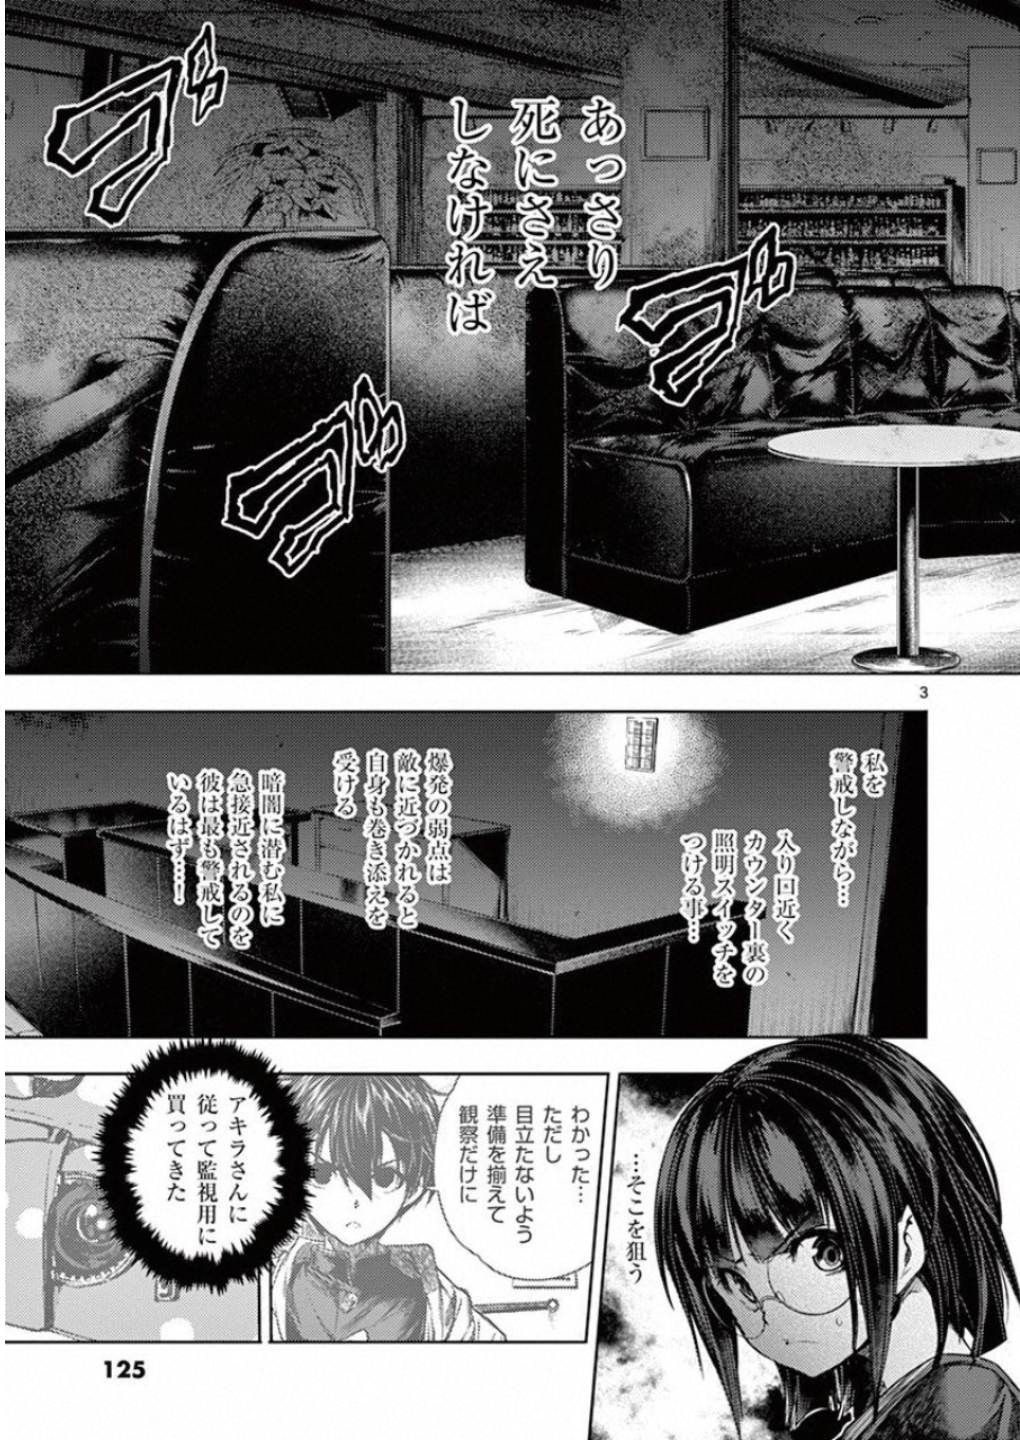 あっさり
死にさえ
しなければ
ブル
ブル
ブル
3
私を
警戒しながら…
入り口近く
カウンター裏の
照明スイッチを
つける事…
爆発の弱点は
敵に近づかれると
自身も巻き添えを
受ける
暗闇に潜む私に
急接近されるのを
彼は最も警戒して
いるはず…!
…そこを狙う
わかった…
ただし
目立たないよう
準備を揃えて
観察だけに
アキラさんに
従って監視用に
買ってきた
125